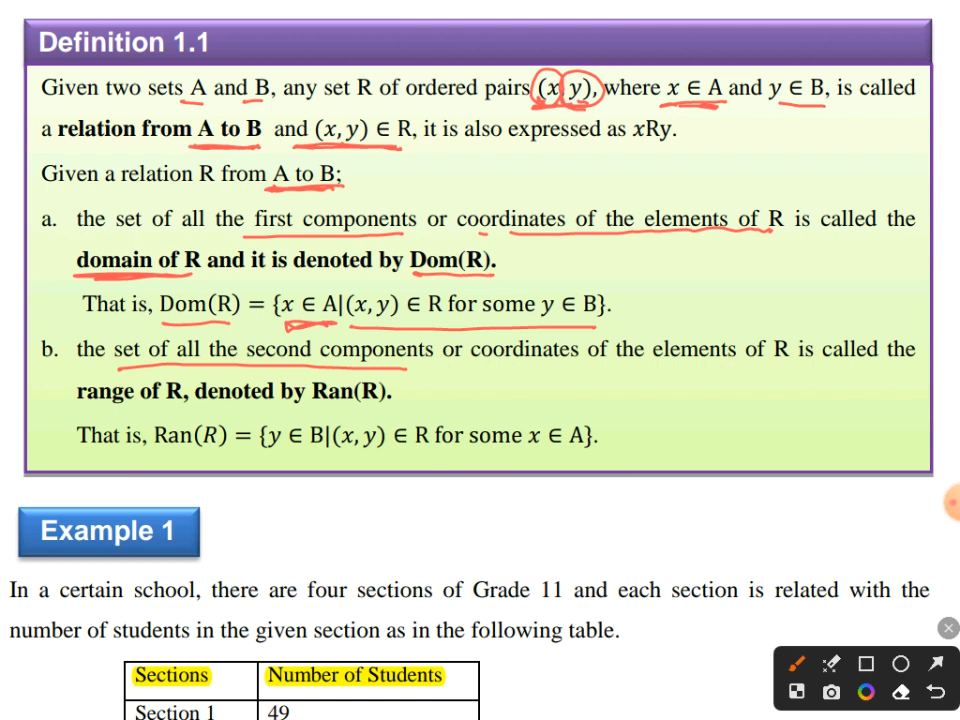 Definition 1.1
Given two sets A and B, any set R of ordered pairs (x, y), where x ∈ A and y ∈ B, is called
a relation from A to B and (x, y) ∈ R, it is also expressed as xRy.
Given a relation R from A to B;
a. the set of all the first components or coordinates of the elements of R is called the
domain of R and it is denoted by Dom(R).
That is, Dom(R) = {x ∈ A|(x, y) ∈ R for some y ∈ B}.
b. the set of all the second components or coordinates of the elements of R is called the
range of R, denoted by Ran(R).
That is, Ran(R) = {y ∈ B|(x, y) ∈ R for some x ∈ A}.
Example 1
In a certain school, there are four sections of Grade 11 and each section is related with the
number of students in the given section as in the following table.
Sections Number of Students
Section 1 49